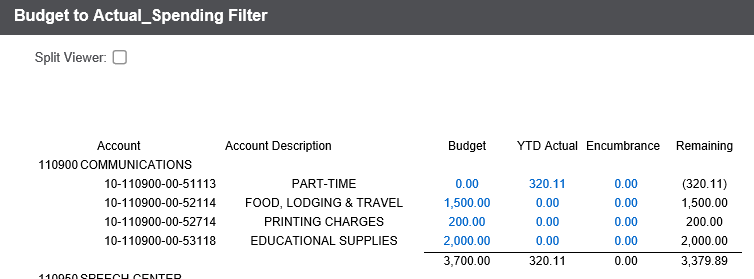 Budget to Actual_Spending Filter
Split Viewer:
Account Account Description Budget YTD Actual Encumbrance Remaining
110900 COMMUNICATIONS
10-110900-00-51113 PART-TIME 0.00 320.11 0.00 (320.11)
10-110900-00-52114 FOOD, LODGING & TRAVEL 1,500.00 0.00 0.00 1,500.00
10-110900-00-52714 PRINTING CHARGES 200.00 0.00 0.00 200.00
10-110900-00-53118 EDUCATIONAL SUPPLIES 2,000.00 0.00 0.00 2,000.00
3,700.00 320.11 0.00 3,379.89
110950 SPEECH CENTER